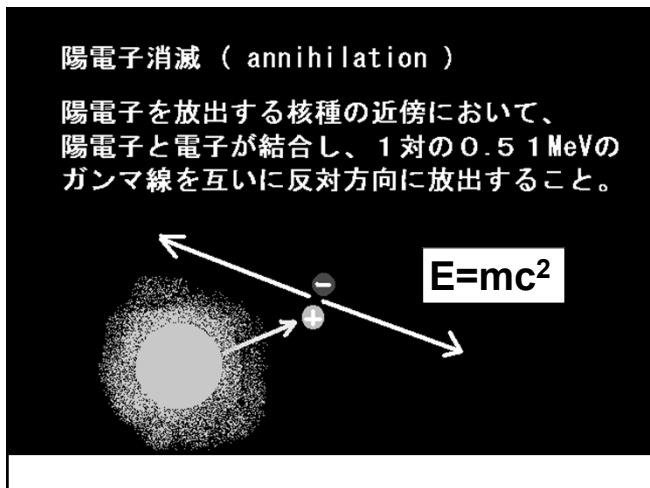 陽電子消滅 ( annihilation )
陽電子を放出する核種の近傍において、
陽電子と電子が結合し、1対の0.51MeVの
ガンマ線を互いに反対方向に放出すること。
−
E=mc²
+